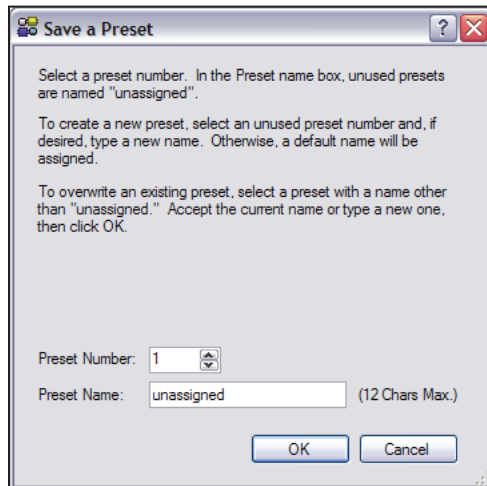 Save a Preset
Select a preset number. In the Preset name box, unused presets
are named "unassigned".
To create a new preset, select an unused preset number and, if
desired, type a new name. Otherwise, a default name will be
assigned.
To overwrite an existing preset, select a preset with a name other
than "unassigned." Accept the current name or type a new one,
then click OK.
Preset Number: 1
Preset Name: unassigned (12 Chars Max.)
OK Cancel